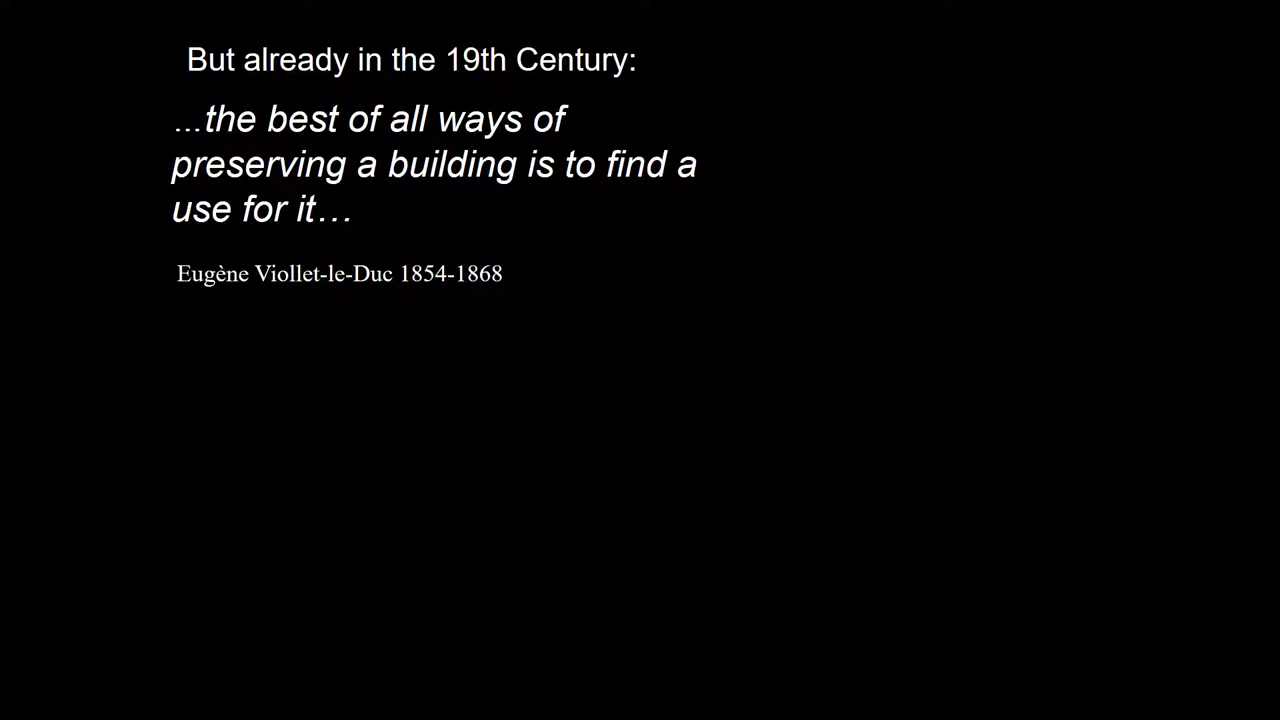 But already in the 19th Century:
...the best of all ways of
preserving a building is to find a
use for it…
Eugène Viollet-le-Duc 1854-1868